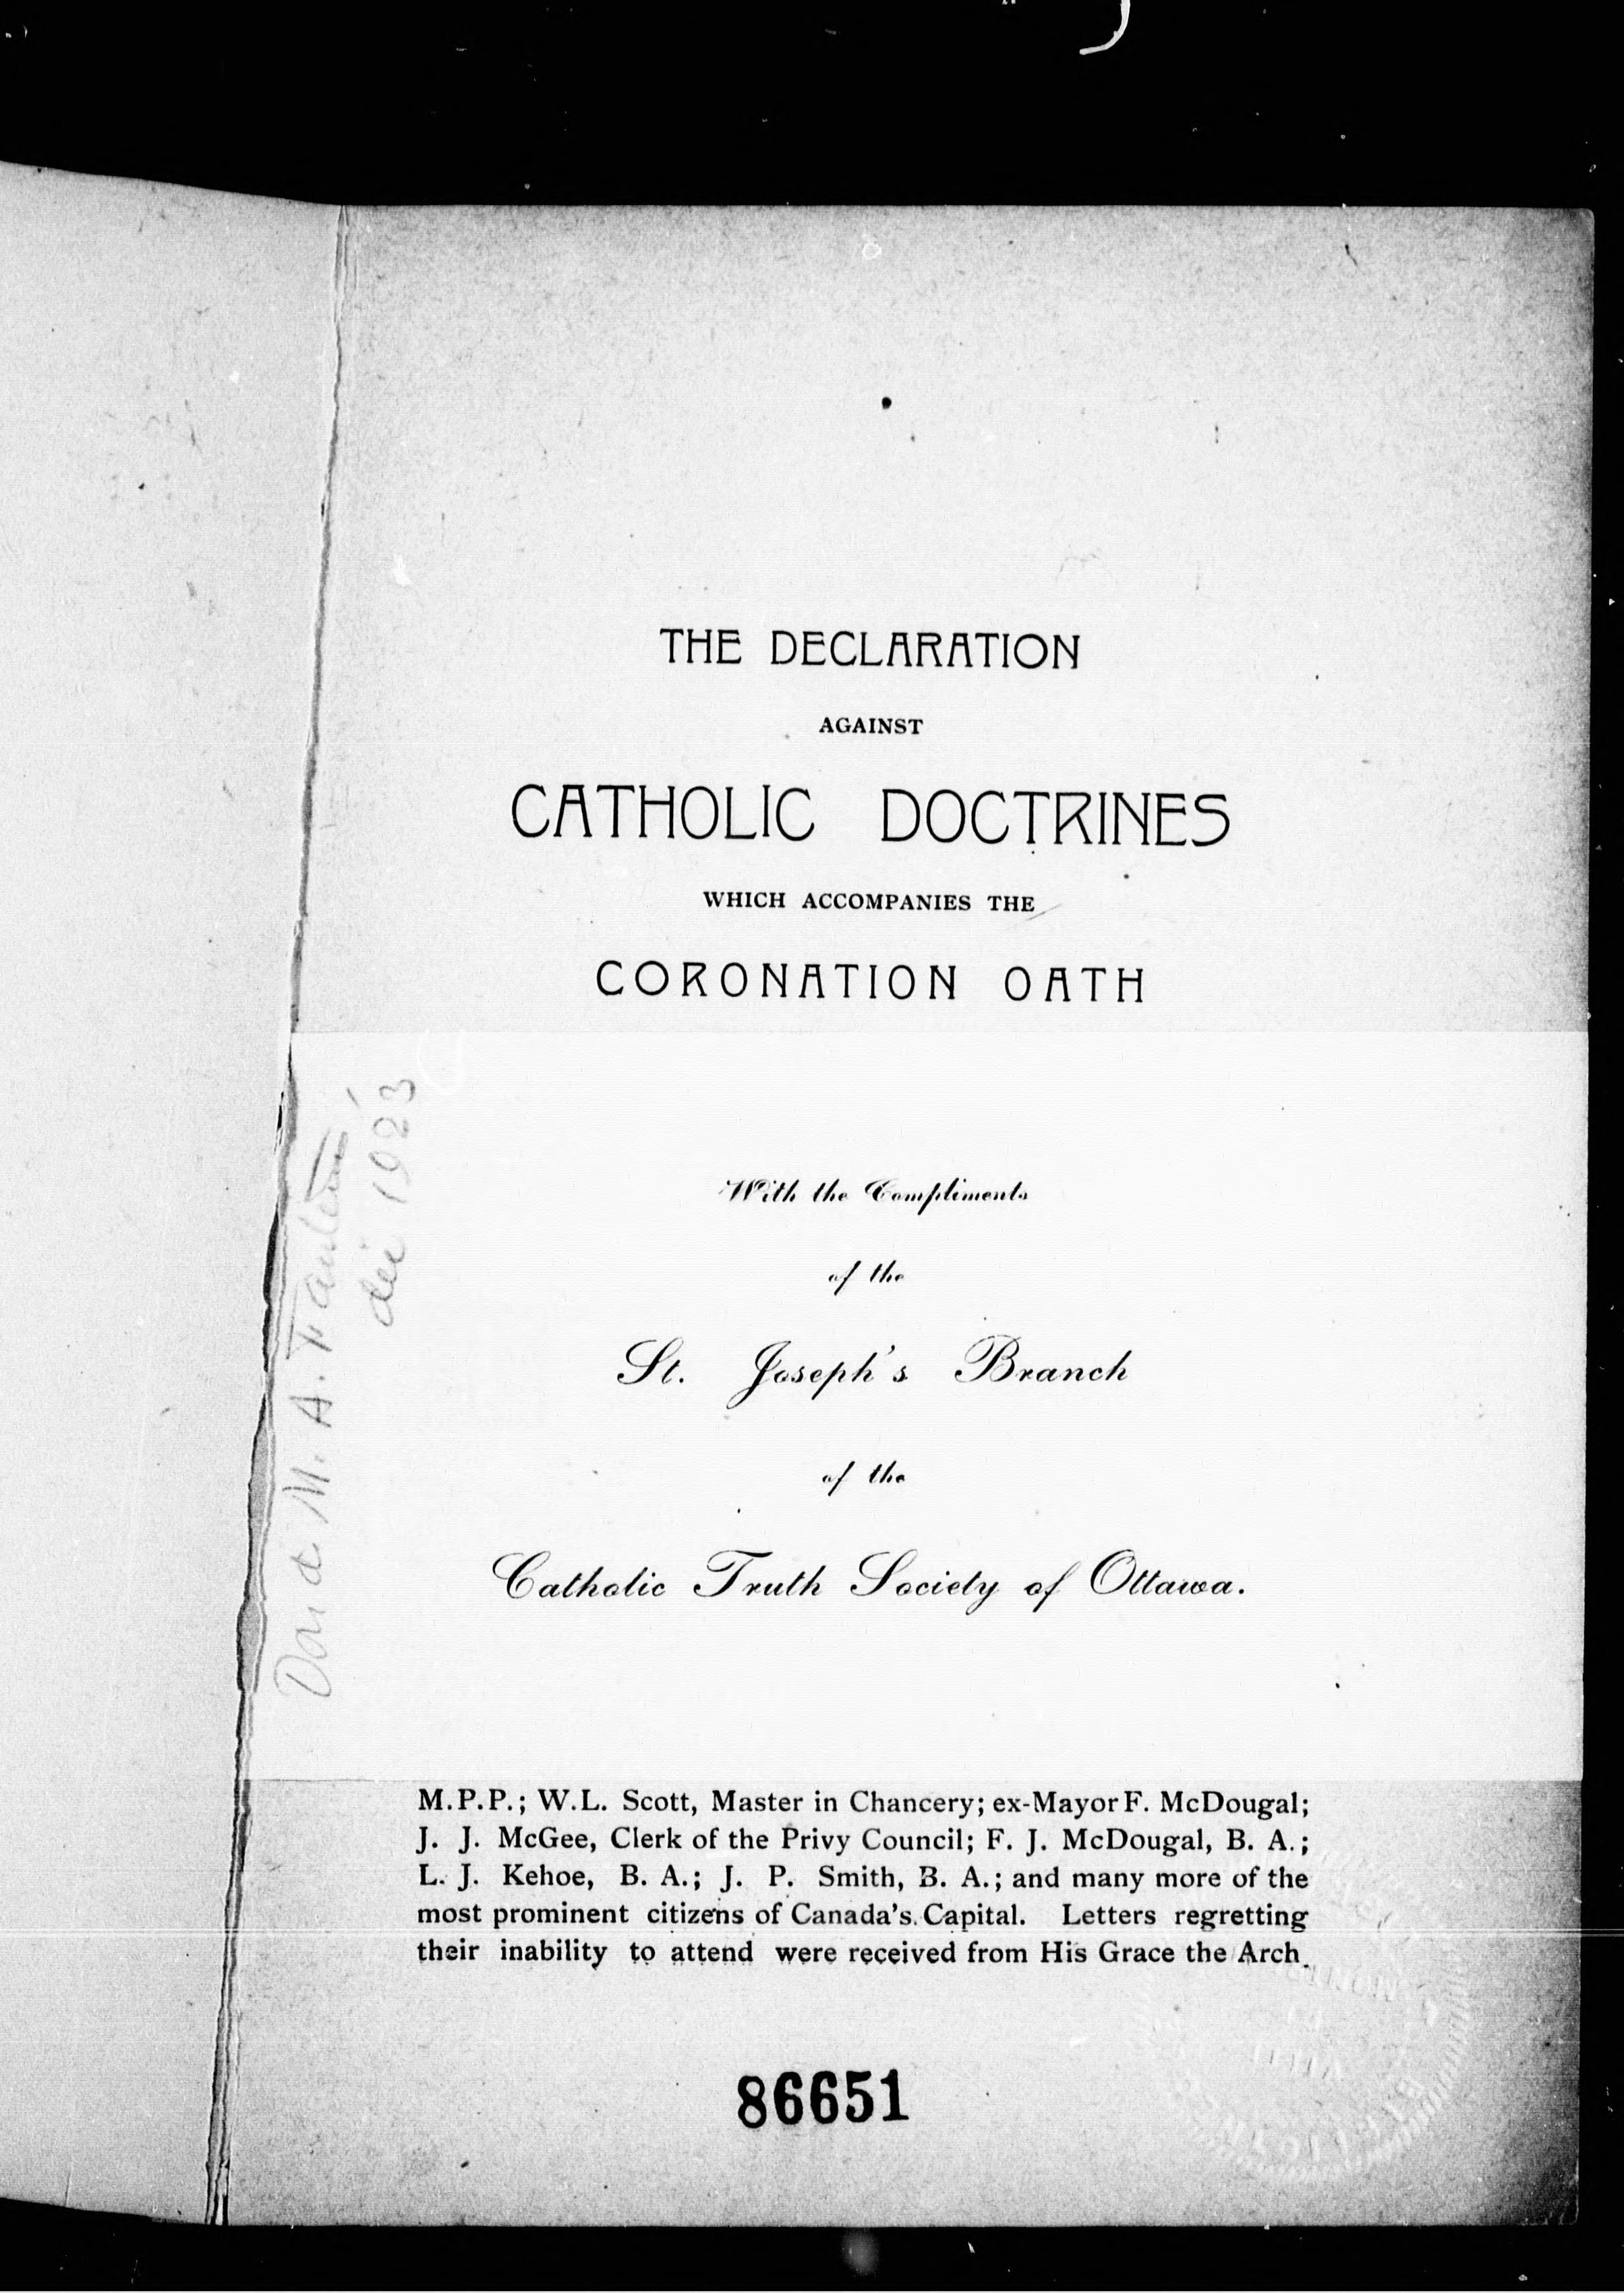 THE DECLARATION
AGAINST
CATHOLIC DOCTRINES
WHICH ACCOMPANIES THE
CORONATION OATH
With the Compliments
of the
St. Joseph's Branch
of the
Catholic Truth Society of Ottawa.
M. A.
1923
M.P.P.; W.L. Scott, Master in Chancery; ex-Mayor F. McDougal;
J. J. McGee, Clerk of the Privy Council; F. J. McDougal, B. A.;
L. J. Kehoe, B. A.; J. P. Smith, B. A.; and many more of the
most prominent citizens of Canada's Capital. Letters regretting
their inability to attend were received from His Grace the Arch
86651